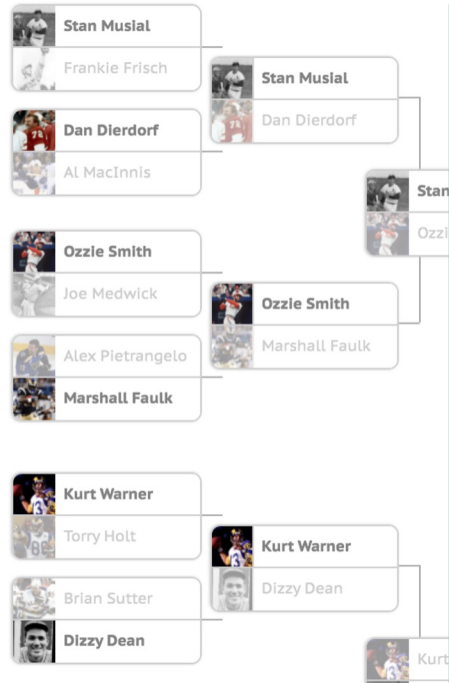 Stan Musial
Frankie Frisch
Stan Musial
Dan Dierdorf
Dan Dierdorf
Al MacInnis
Stan
Ozzi
Ozzie Smith
Joe Medwick
Ozzie Smith
Marshall Faulk
Alex Pietrangelo
Marshall Faulk
Kurt Warner
Torry Holt
Kurt Warner
Dizzy Dean
Brian Sutter
Dizzy Dean
Kurt